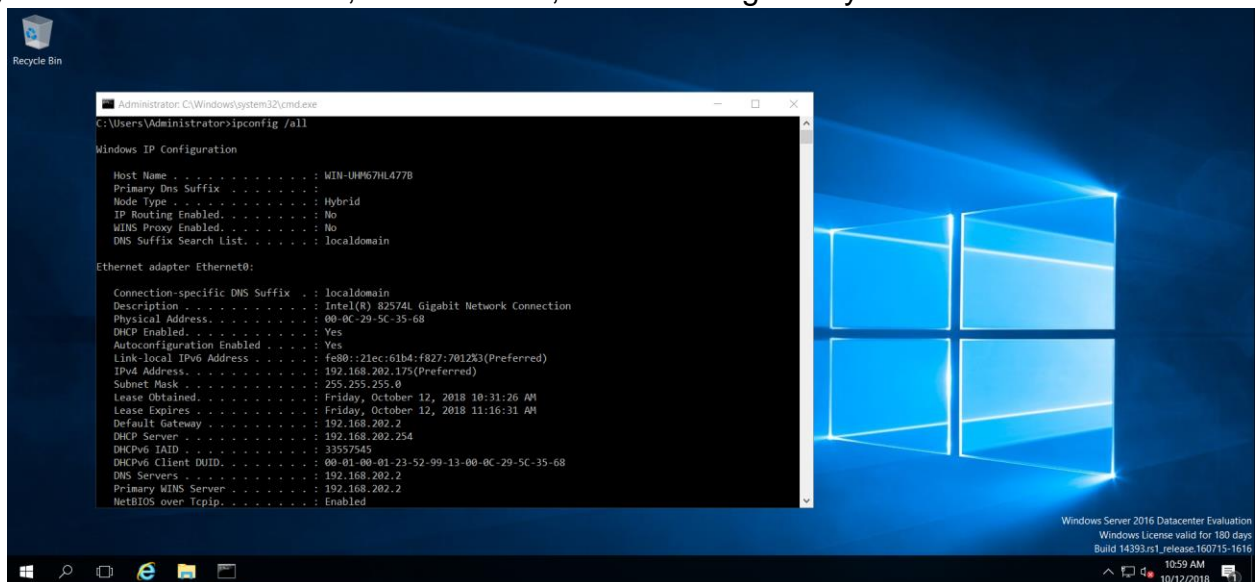 Recycle Bin
Administrator: C:\Windows\system32\cmd.exe
C:\Users\Administrator>ipconfig /all
Windows IP Configuration
Host Name . . . . . . . . . . . . : WIN-UHM67HL477B
Primary Dns Suffix . . . . . . . :
Node Type . . . . . . . . . . . . : Hybrid
IP Routing Enabled. . . . . . . . : No
WINS Proxy Enabled. . . . . . . . : No
DNS Suffix Search List. . . . . . : localdomain
Ethernet adapter Ethernet0:
Connection-specific DNS Suffix . : localdomain
Description . . . . . . . . . . . : Intel(R) 82574L Gigabit Network Connection
Physical Address. . . . . . . . . : 00-0C-29-5C-35-68
DHCP Enabled. . . . . . . . . . . : Yes
Autoconfiguration Enabled . . . . : Yes
Link-local IPv6 Address . . . . . : fe80::21ec:61b4:f827:7012%3(Preferred)
IPv4 Address. . . . . . . . . . . : 192.168.202.175(Preferred)
Subnet Mask . . . . . . . . . . . : 255.255.255.0
Lease Obtained. . . . . . . . . . : Friday, October 12, 2018 10:31:26 AM
Lease Expires . . . . . . . . . . : Friday, October 12, 2018 11:16:31 AM
Default Gateway . . . . . . . . . : 192.168.202.2
DHCP Server . . . . . . . . . . . : 192.168.202.254
DHCPv6 IAID . . . . . . . . . . . : 33557545
DHCPv6 Client DUID. . . . . . . . : 00-01-00-01-23-52-99-13-00-0C-29-5C-35-68
DNS Servers . . . . . . . . . . . : 192.168.202.2
Primary WINS Server . . . . . . . : 192.168.202.2
NetBIOS over Tcpip. . . . . . . . : Enabled
Windows Server 2016 Datacenter Evaluation
Windows License valid for 180 days
Build 14393.rs1_release.160715-1616
10:59 AM
10/12/2018